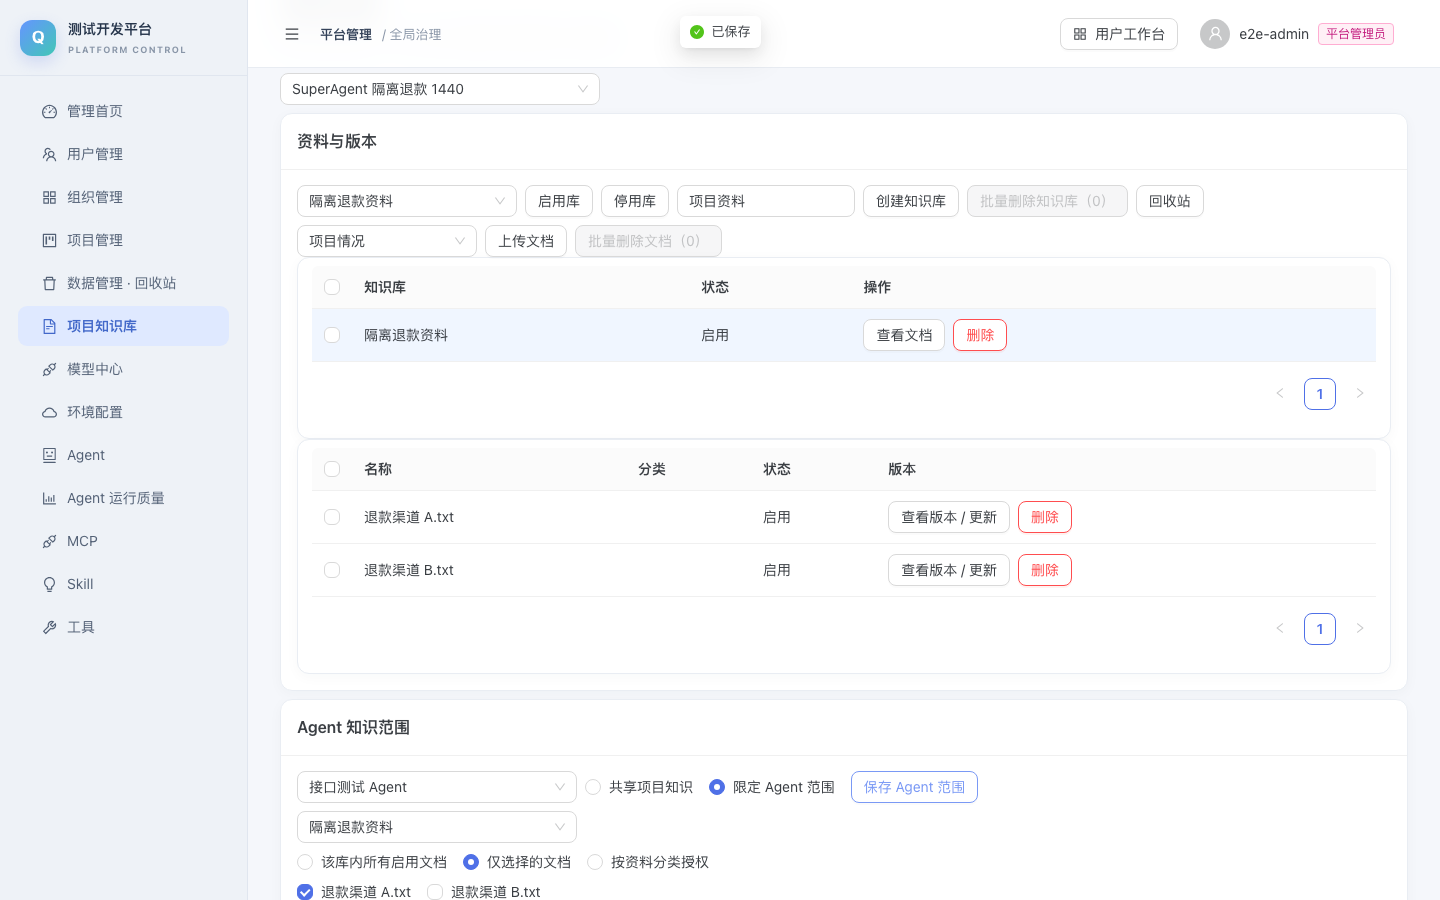 Q
测试开发平台
PLATFORM CONTROL
平台管理 / 全局治理
已保存
用户工作台
e2e-admin 平台管理员
管理首页
用户管理
组织管理
项目管理
数据管理 · 回收站
项目知识库
模型中心
环境配置
Agent
Agent 运行质量
MCP
Skill
工具
SuperAgent 隔离退款 1440
资料与版本
隔离退款资料 启用库 停用库 项目资料 创建知识库 批量删除知识库（0） 回收站
项目情况 上传文档 批量删除文档（0）
知识库 状态 操作
隔离退款资料 启用 查看文档 删除
1
名称 分类 状态 版本
退款渠道 A.txt 启用 查看版本 / 更新 删除
退款渠道 B.txt 启用 查看版本 / 更新 删除
1
Agent 知识范围
接口测试 Agent 共享项目知识 限定 Agent 范围 保存 Agent 范围
隔离退款资料
该库内所有启用文档 仅选择的文档 按资料分类授权
退款渠道 A.txt 退款渠道 B.txt